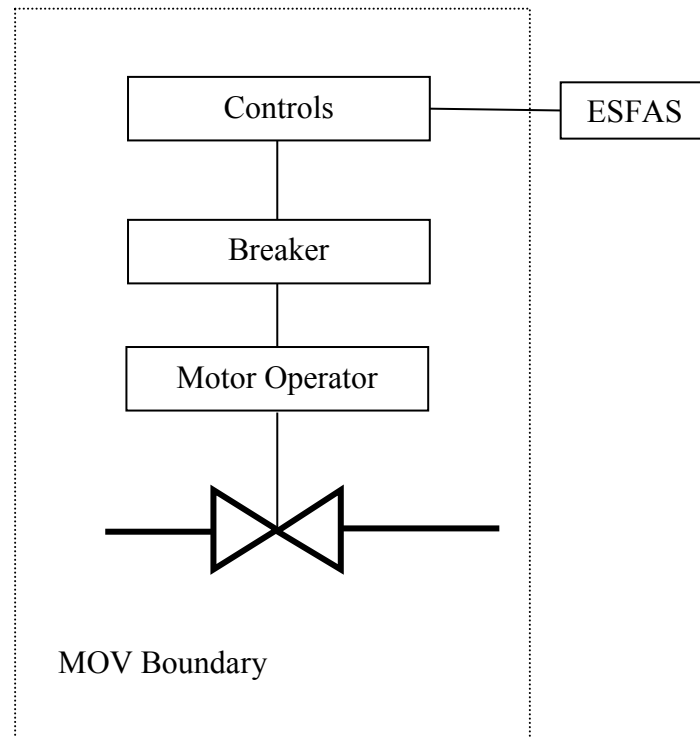 Controls
ESFAS
Breaker
Motor Operator
MOV Boundary